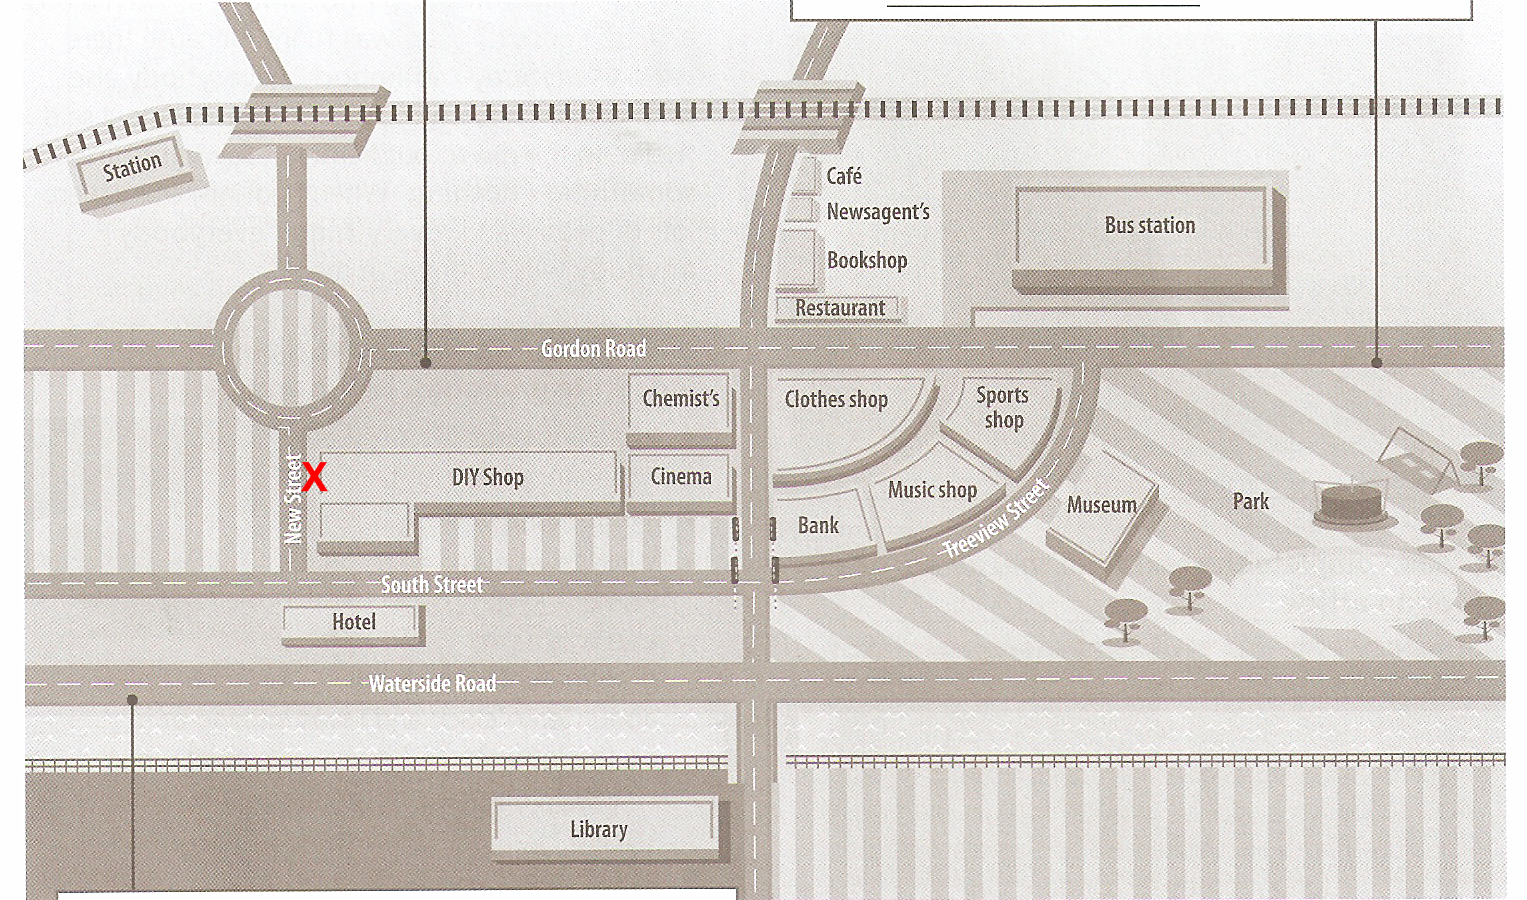 Station
Café
Newsagent's
Bookshop
Restaurant
Bus station
Gordon Road
Chemist's
Clothes shop
Sports
shop
New Street
X
DIY Shop
Cinema
Music shop
Bank
Treeview Street
Museum
Park
South Street
Hotel
Waterside Road
Library